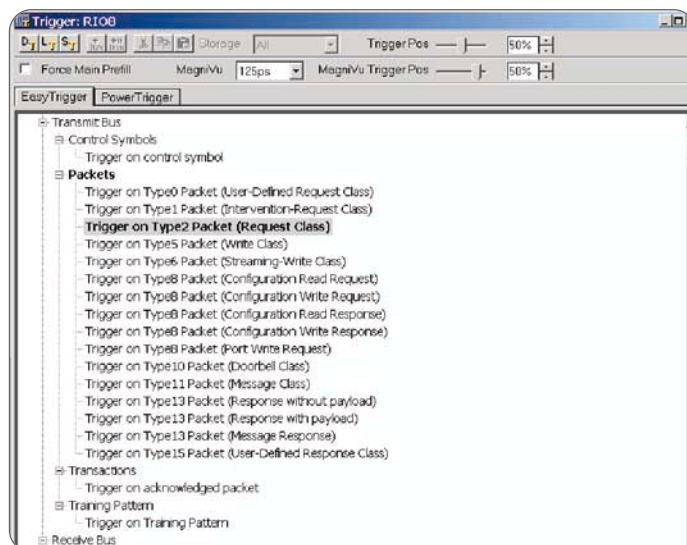 Trigger: RIO8
Storage All Trigger Pos 50%
Force Main Prefill MagniVu 125ps MagniVu Trigger Pos 50%
EasyTrigger PowerTrigger
Transmit Bus
Control Symbols
Trigger on control symbol
Packets
Trigger on Type0 Packet (User-Defined Request Class)
Trigger on Type1 Packet (Intervention-Request Class)
Trigger on Type2 Packet (Request Class)
Trigger on Type5 Packet (Write Class)
Trigger on Type6 Packet (Streaming-Write Class)
Trigger on Type8 Packet (Configuration Read Request)
Trigger on Type8 Packet (Configuration Write Request)
Trigger on Type8 Packet (Configuration Read Response)
Trigger on Type8 Packet (Configuration Write Response)
Trigger on Type8 Packet (Port Write Request)
Trigger on Type10 Packet (Doorbell Class)
Trigger on Type11 Packet (Message Class)
Trigger on Type13 Packet (Response without payload)
Trigger on Type13 Packet (Response with payload)
Trigger on Type13 Packet (Message Response)
Trigger on Type15 Packet (User-Defined Response Class)
Transactions
Trigger on acknowledged packet
Training Pattern
Trigger on Training Pattern
Receive Bus